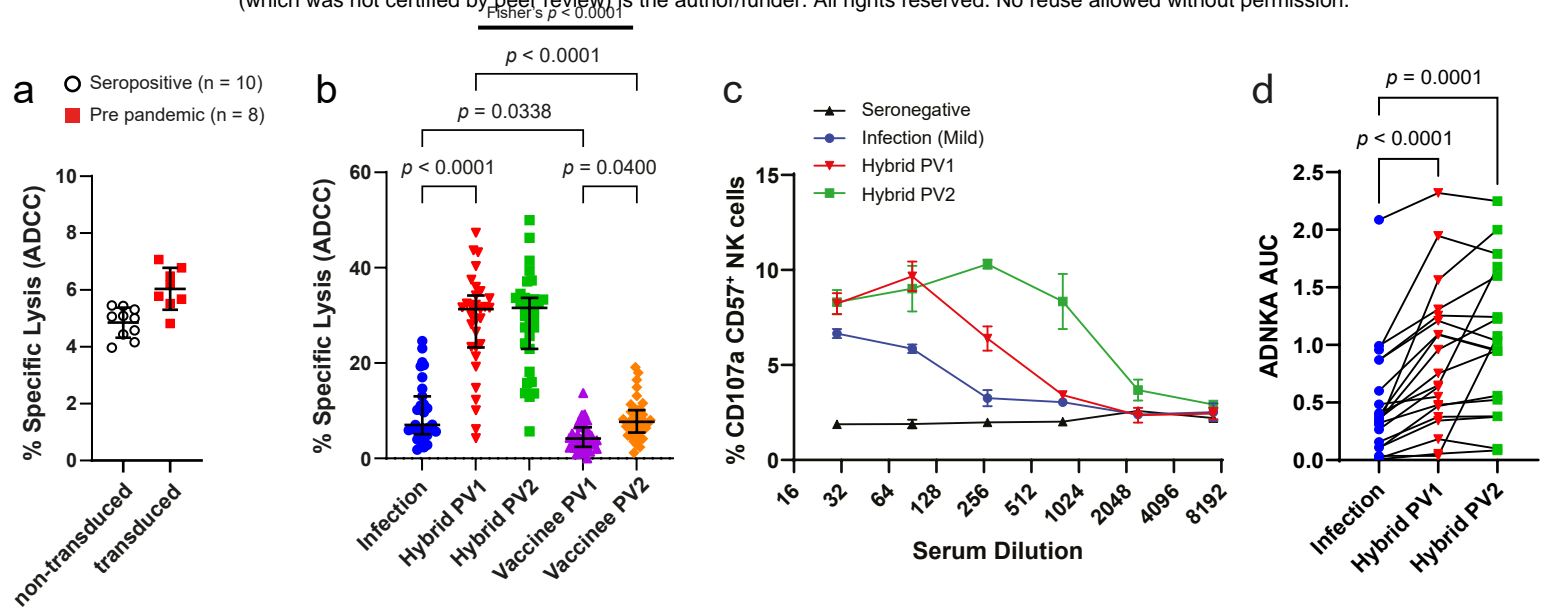 (which was not certified by peer review) is the author/funder. All rights reserved. No reuse allowed without permission.
Fisher's p < 0.0001
a
Seropositive (n = 10)
Pre pandemic (n = 8)
% Specific Lysis (ADCC)
10
8
6
4
2
0
non-transduced
transduced
b
p < 0.0001
p = 0.0338
p < 0.0001
p = 0.0400
% Specific Lysis (ADCC)
60
40
20
0
Infection
Hybrid PV1
Hybrid PV2
Vaccinee PV1
Vaccinee PV2
c
Seronegative
Infection (Mild)
Hybrid PV1
Hybrid PV2
% CD107a CD57⁺ NK cells
15
10
5
0
16
32
64
128
256
512
1024
2048
4096
8192
Serum Dilution
d
p = 0.0001
p < 0.0001
ADNKA AUC
2.5
2.0
1.5
1.0
0.5
0.0
Infection
Hybrid PV1
Hybrid PV2